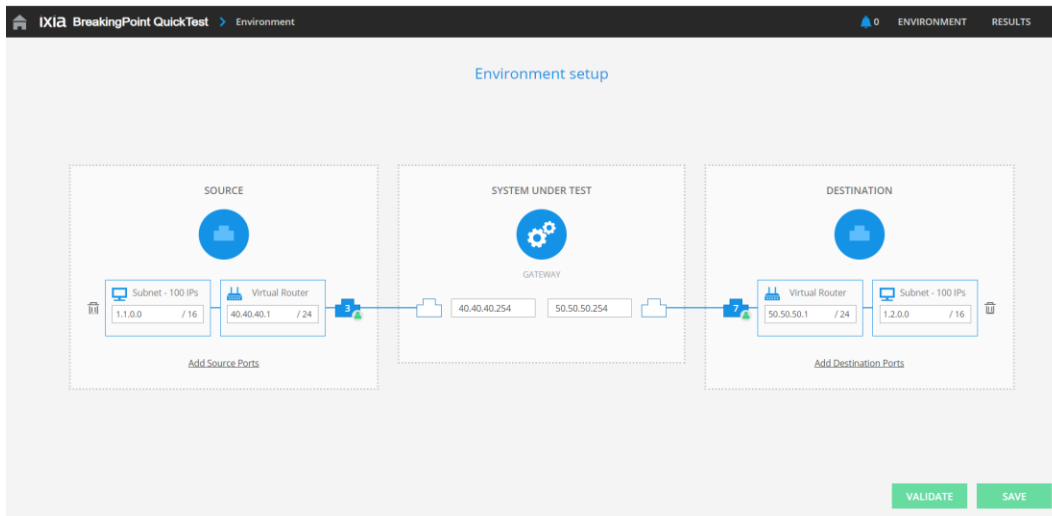 IXIA BreakingPoint QuickTest > Environment
0 ENVIRONMENT RESULTS
Environment setup
SOURCE
Subnet - 100 IPs
1.1.0.0 / 16
Virtual Router
40.40.40.1 / 24
3
Add Source Ports
SYSTEM UNDER TEST
GATEWAY
40.40.40.254
50.50.50.254
DESTINATION
7
Virtual Router
50.50.50.1 / 24
Subnet - 100 IPs
1.2.0.0 / 16
Add Destination Ports
VALIDATE
SAVE